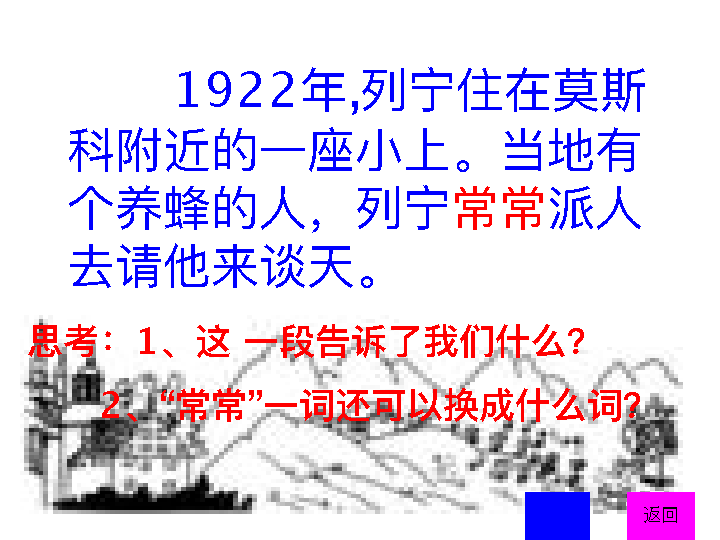 1922年,列宁住在莫斯
科附近的一座小上。当地有
个养蜂的人，列宁常常派人
去请他来谈天。
思考：1、这 一段告诉了我们什么?
2、“常常”一词还可以换成什么词?
返回